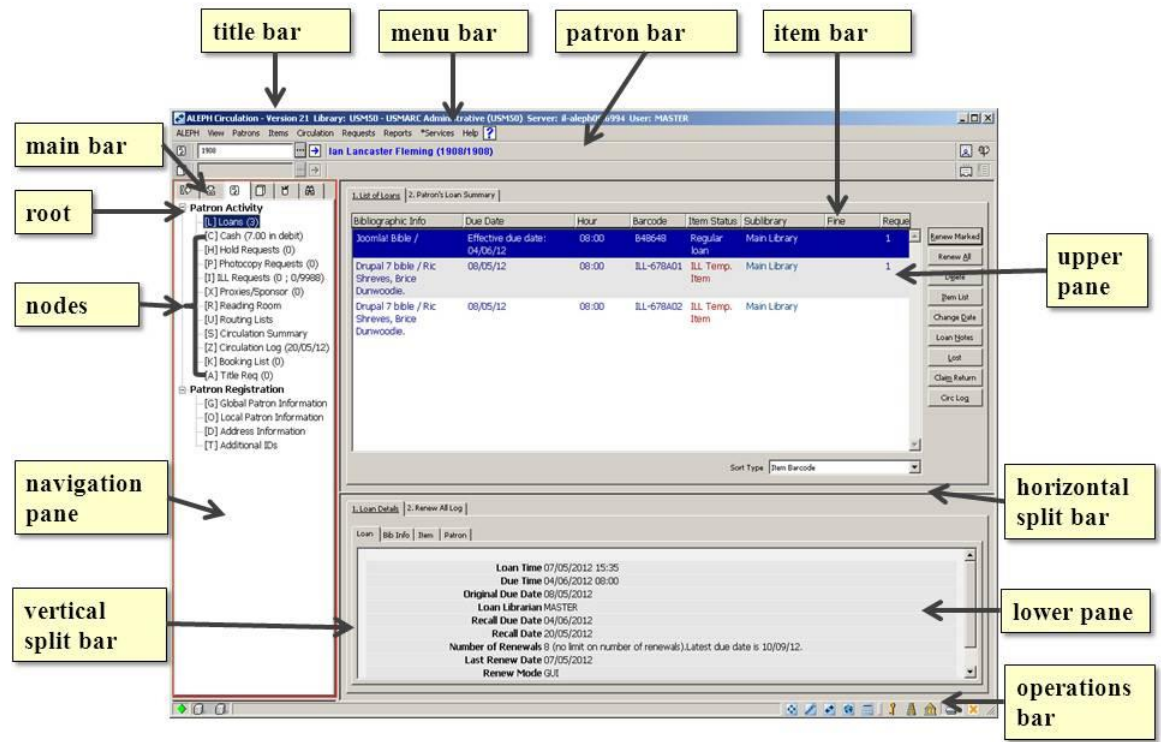 title bar
menu bar
patron bar
item bar
ALEPH Circulation - Version 21 Library: USM50 - USMARC Administrative (USM50) Server: User: MASTER
ALEPH View Patrons Items Circulation Requests Reports *Services Help ?
1908 ... Ian Lancaster Fleming (1908/1908)
main bar
root
nodes
navigation pane
vertical split bar
Patron Activity
[L] Loans (3)
[C] Cash (7.00 in debit)
[H] Hold Requests (0)
[P] Photocopy Requests (0)
[I] ILL Requests (0 ; 0/9988)
[X] Proxies/Sponsor (0)
[R] Reading Room
[U] Routing Lists
[S] Circulation Summary
[Z] Circulation Log (20/05/12)
[K] Booking List (0)
[A] Title Req (0)
Patron Registration
[G] Global Patron Information
[O] Local Patron Information
[D] Address Information
[T] Additional IDs
1. List of Loans 2. Patron's Loan Summary
Bibliographic Info Due Date Hour Barcode Item Status Sublibrary Fine Reque
Joomla! Bible / Effective due date: 08:00 B48648 Regular Main Library 1
04/06/12 loan
Drupal 7 bible / Ric 08/05/12 08:00 ILL-678A01 ILL Temp. Main Library 1
Shreves, Brice Item
Dunwoodie.
Drupal 7 bible / Ric 08/05/12 08:00 ILL-678A02 ILL Temp. Main Library
Shreves, Brice Item
Dunwoodie.
Renew Marked
Renew All
Delete
Item List
Change Date
Loan Notes
Lost
Claim Return
Circ Log
Sort Type Item Barcode
upper pane
horizontal split bar
1. Loan Details 2. Renew All Log
Loan Bib Info Item Patron
Loan Time 07/05/2012 15:35
Due Time 04/06/2012 08:00
Original Due Date 08/05/2012
Loan Librarian MASTER
Recall Due Date 04/06/2012
Recall Date 20/05/2012
Number of Renewals 8 (no limit on number of renewals).Latest due date is 10/09/12.
Last Renew Date 07/05/2012
Renew Mode GUI
lower pane
operations bar